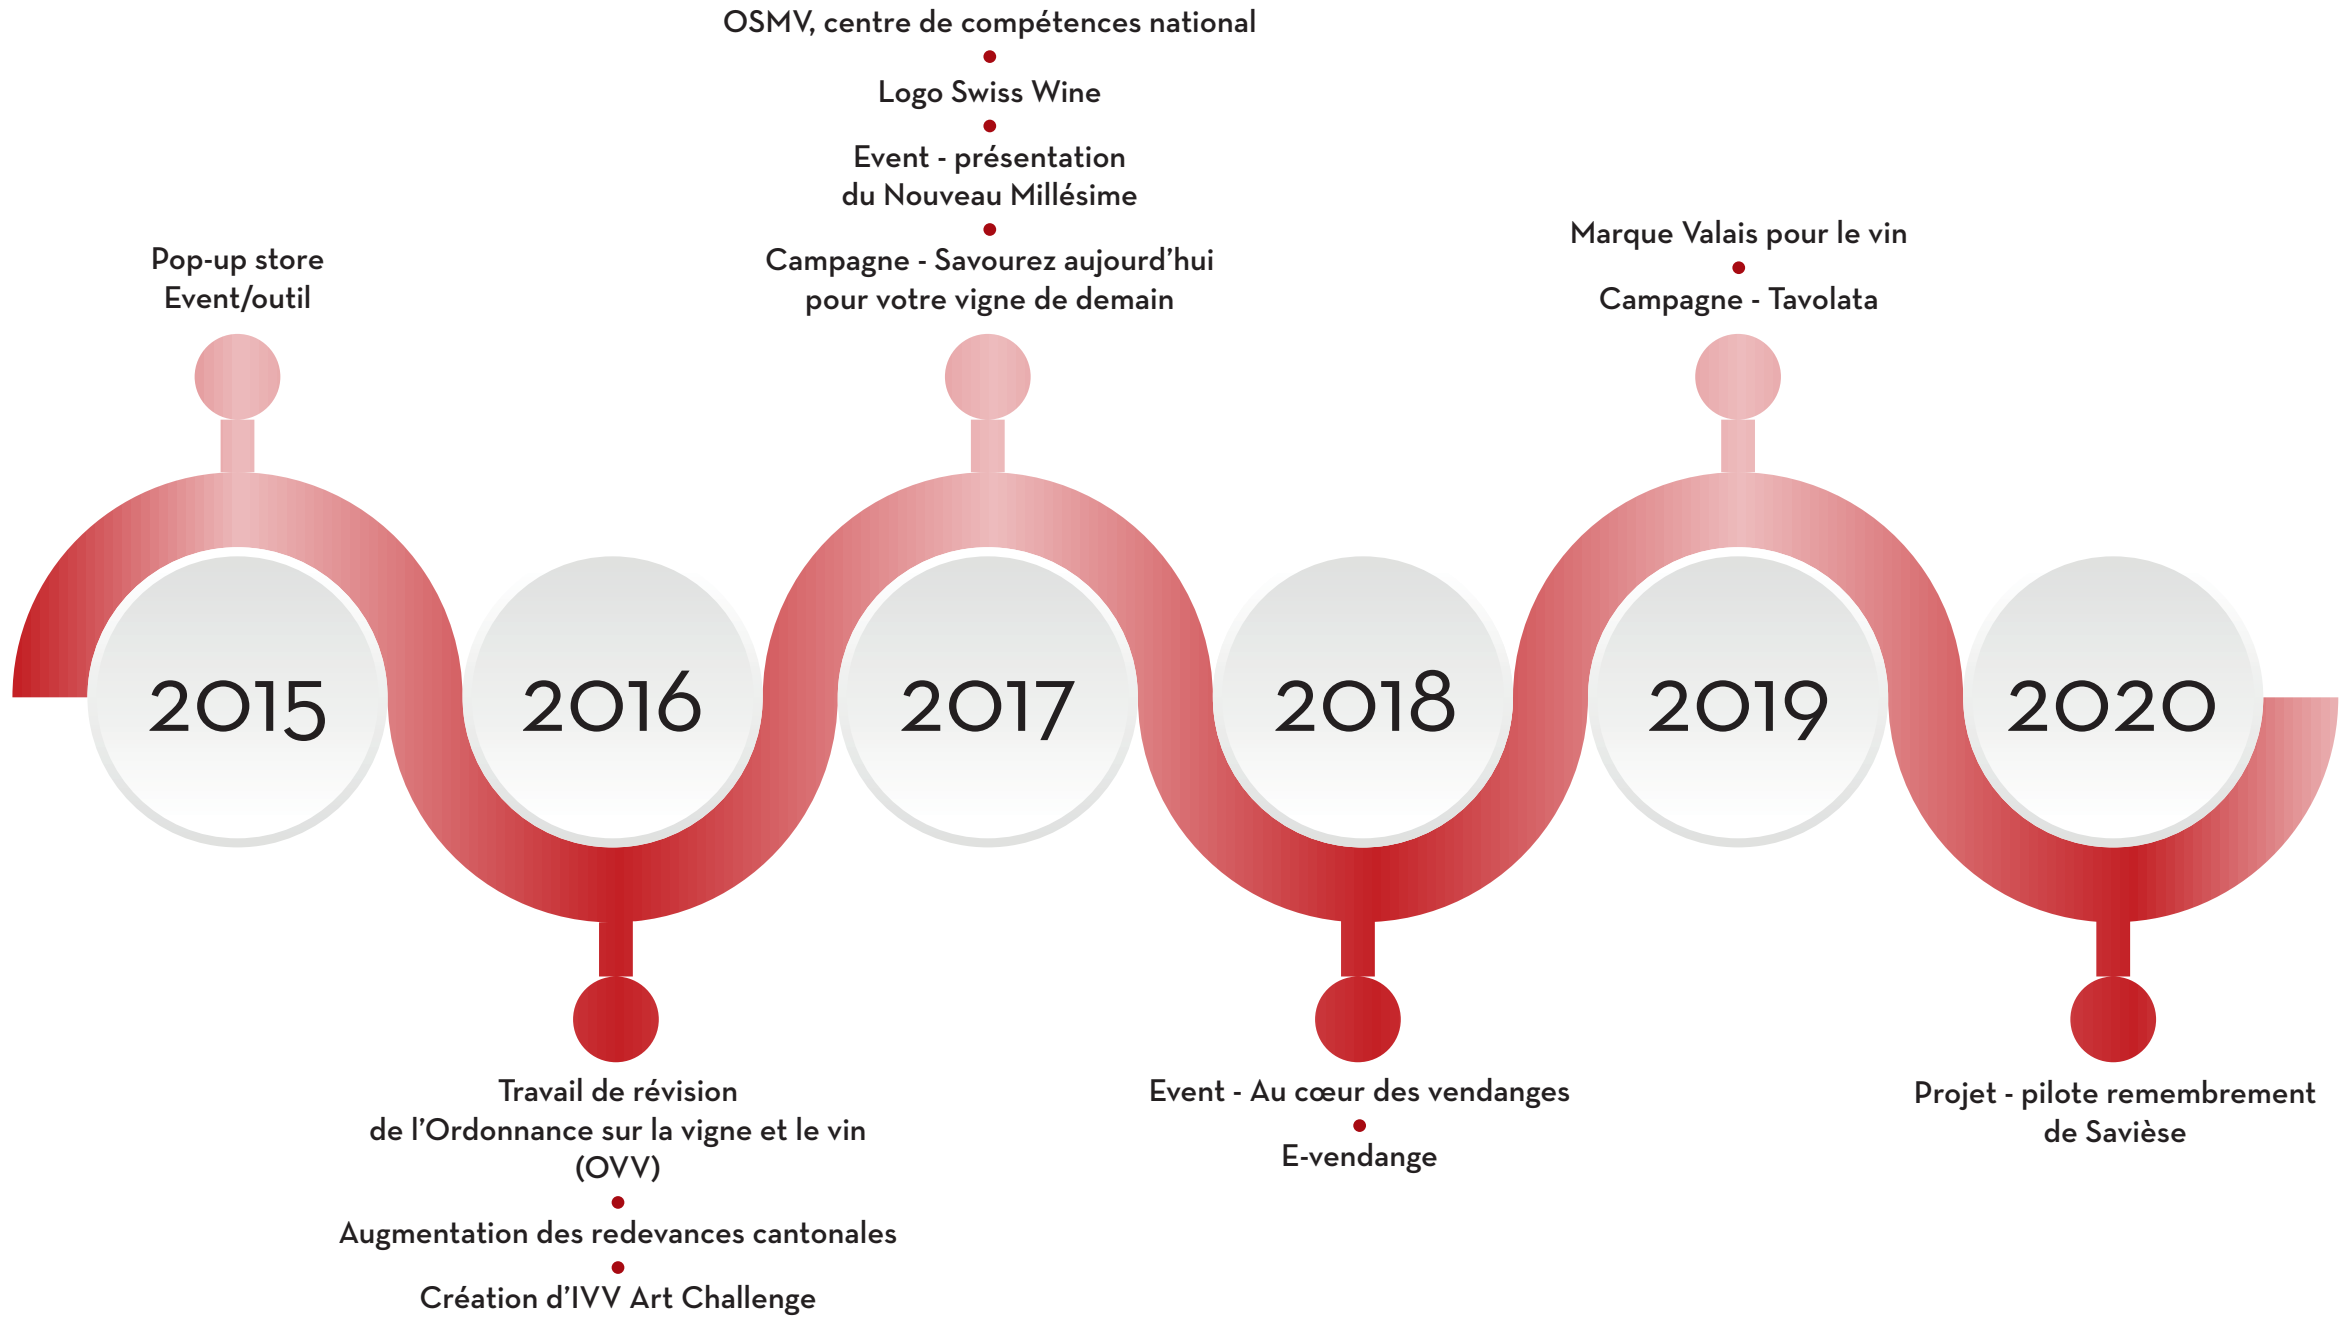 OSMV, centre de compétences national
Logo Swiss Wine
Event - présentation
du Nouveau Millésime
Campagne - Savourez aujourd’hui
pour votre vigne de demain
Pop-up store
Event/outil
Marque Valais pour le vin
Campagne - Tavolata
2015
2016
2017
2018
2019
2020
Travail de révision
de l’Ordonnance sur la vigne et le vin
(OVV)
Augmentation des redevances cantonales
Création d’IVV Art Challenge
Event - Au cœur des vendanges
E-vendange
Projet - pilote remembrement
de Savièse